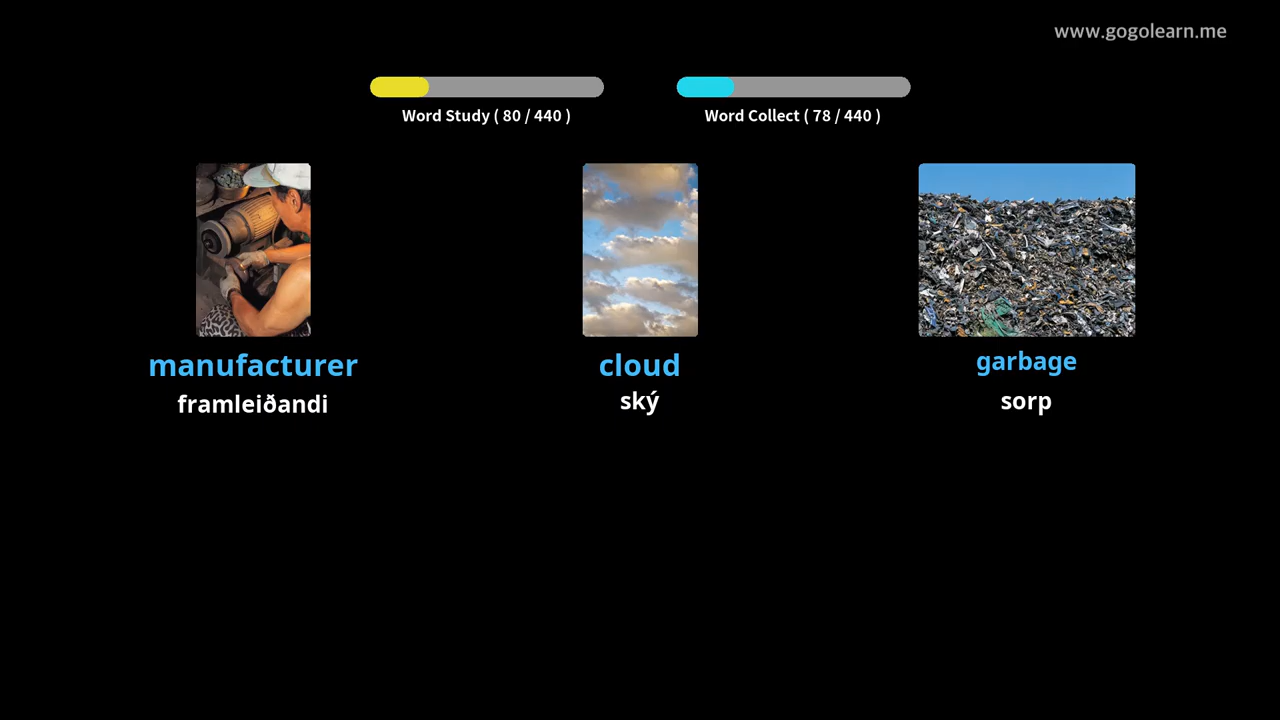 www.gogolearn.me
Word Study ( 80 / 440 )
Word Collect ( 78 / 440 )
manufacturer
framleiðandi
cloud
ský
garbage
sorp